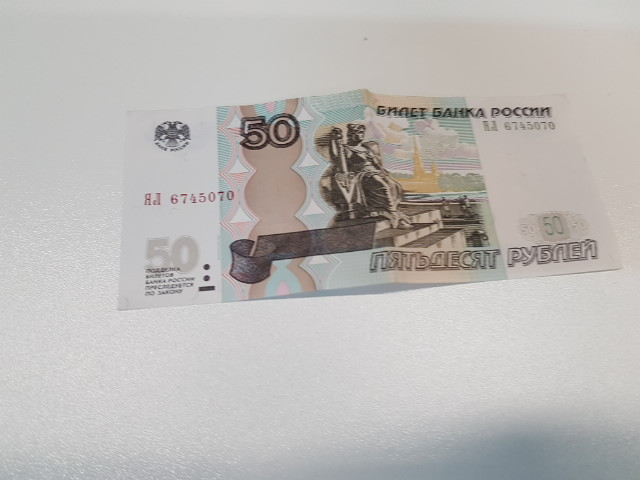 БИЛЕТ БАНКА РОССИИ
ЯЛ 6745070
50
ЯЛ 6745070
50
ПОДДЕЛКА
БИЛЕТОВ
БАНКА РОССИИ
ПРЕСЛЕДУЕТСЯ
ПО ЗАКОНУ
50
ПЯТЬДЕСЯТ РУБЛЕЙ